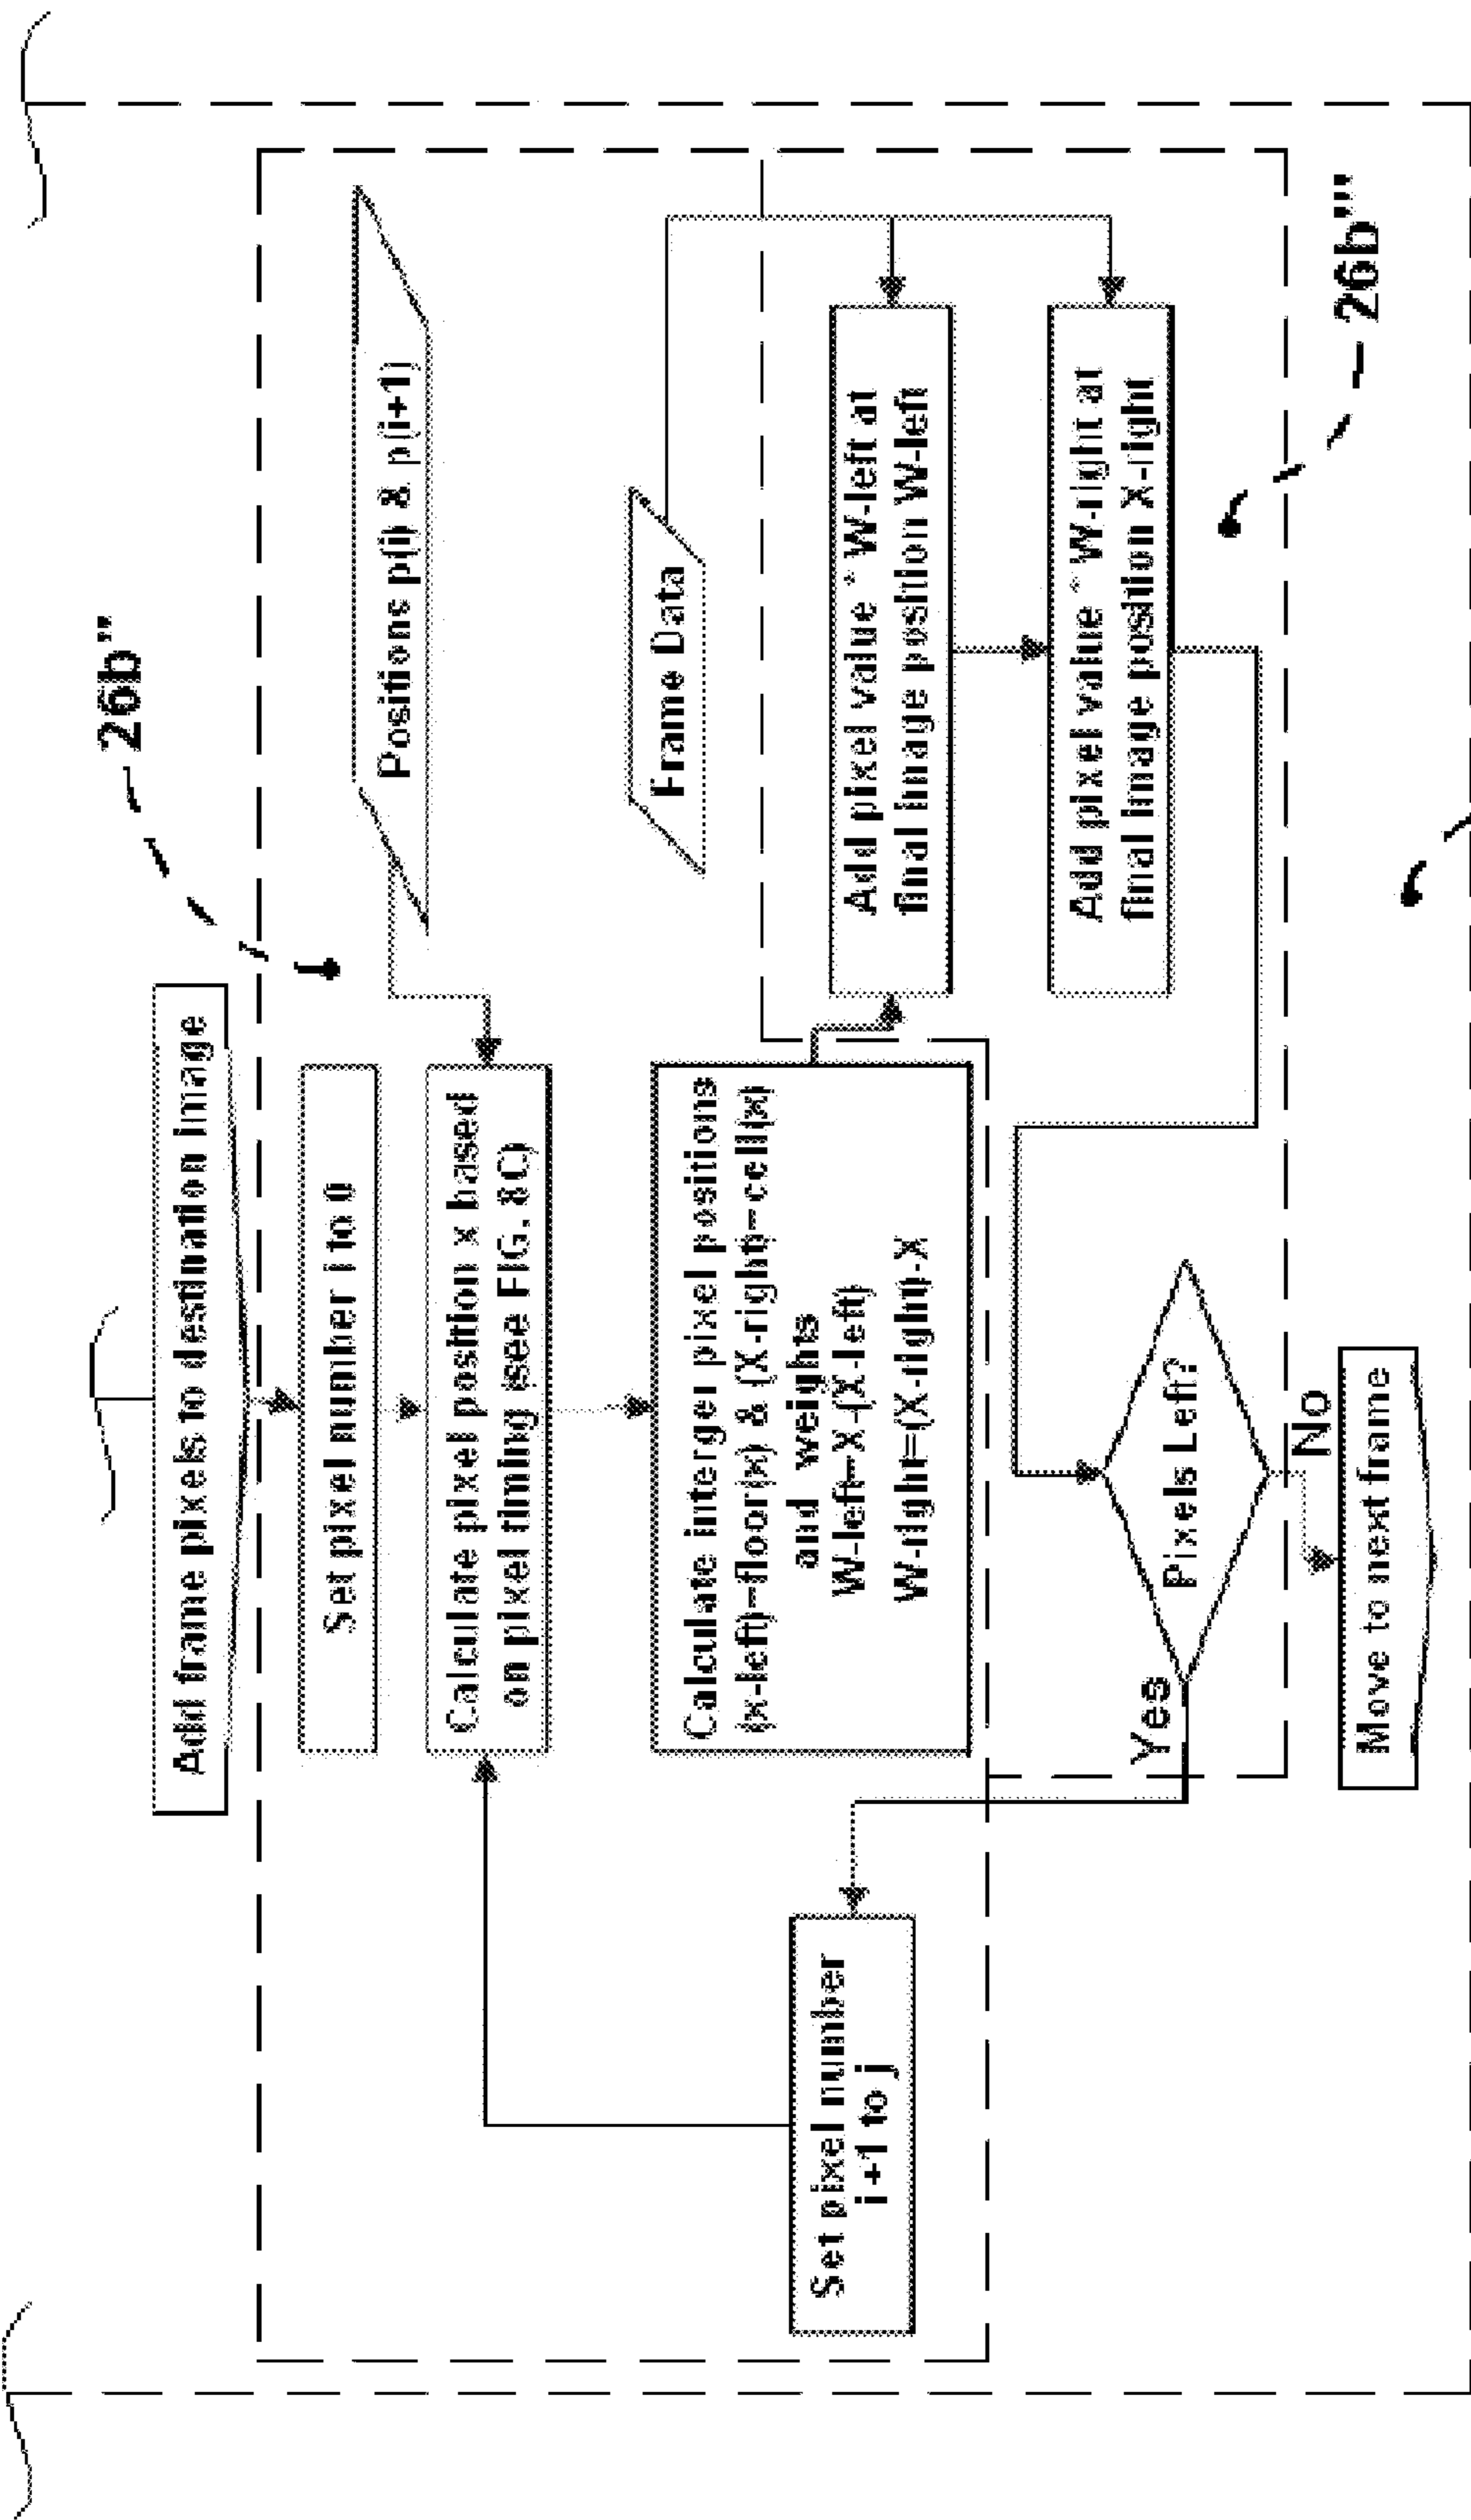 26b"
Add frame pixels to destination image
Set pixel number i to 0
Positions p(i) & p(i+1)
Calculate pixel position x based
on pixel timing (see FIG. 8C)
Frame Data
Calculate interger pixel positions
(x-left)=floor(x) & (X-right)=cell(x)
and weights
W-left=X-(X-left)
W-right=(X-right)-X
Add pixel value * W-left at
final image position W-left
Add pixel value * W-right at
final image position X-right
Set pixel number
i+1 to j
Pixels Left?
Yes
No
Move to next frame
26b"'